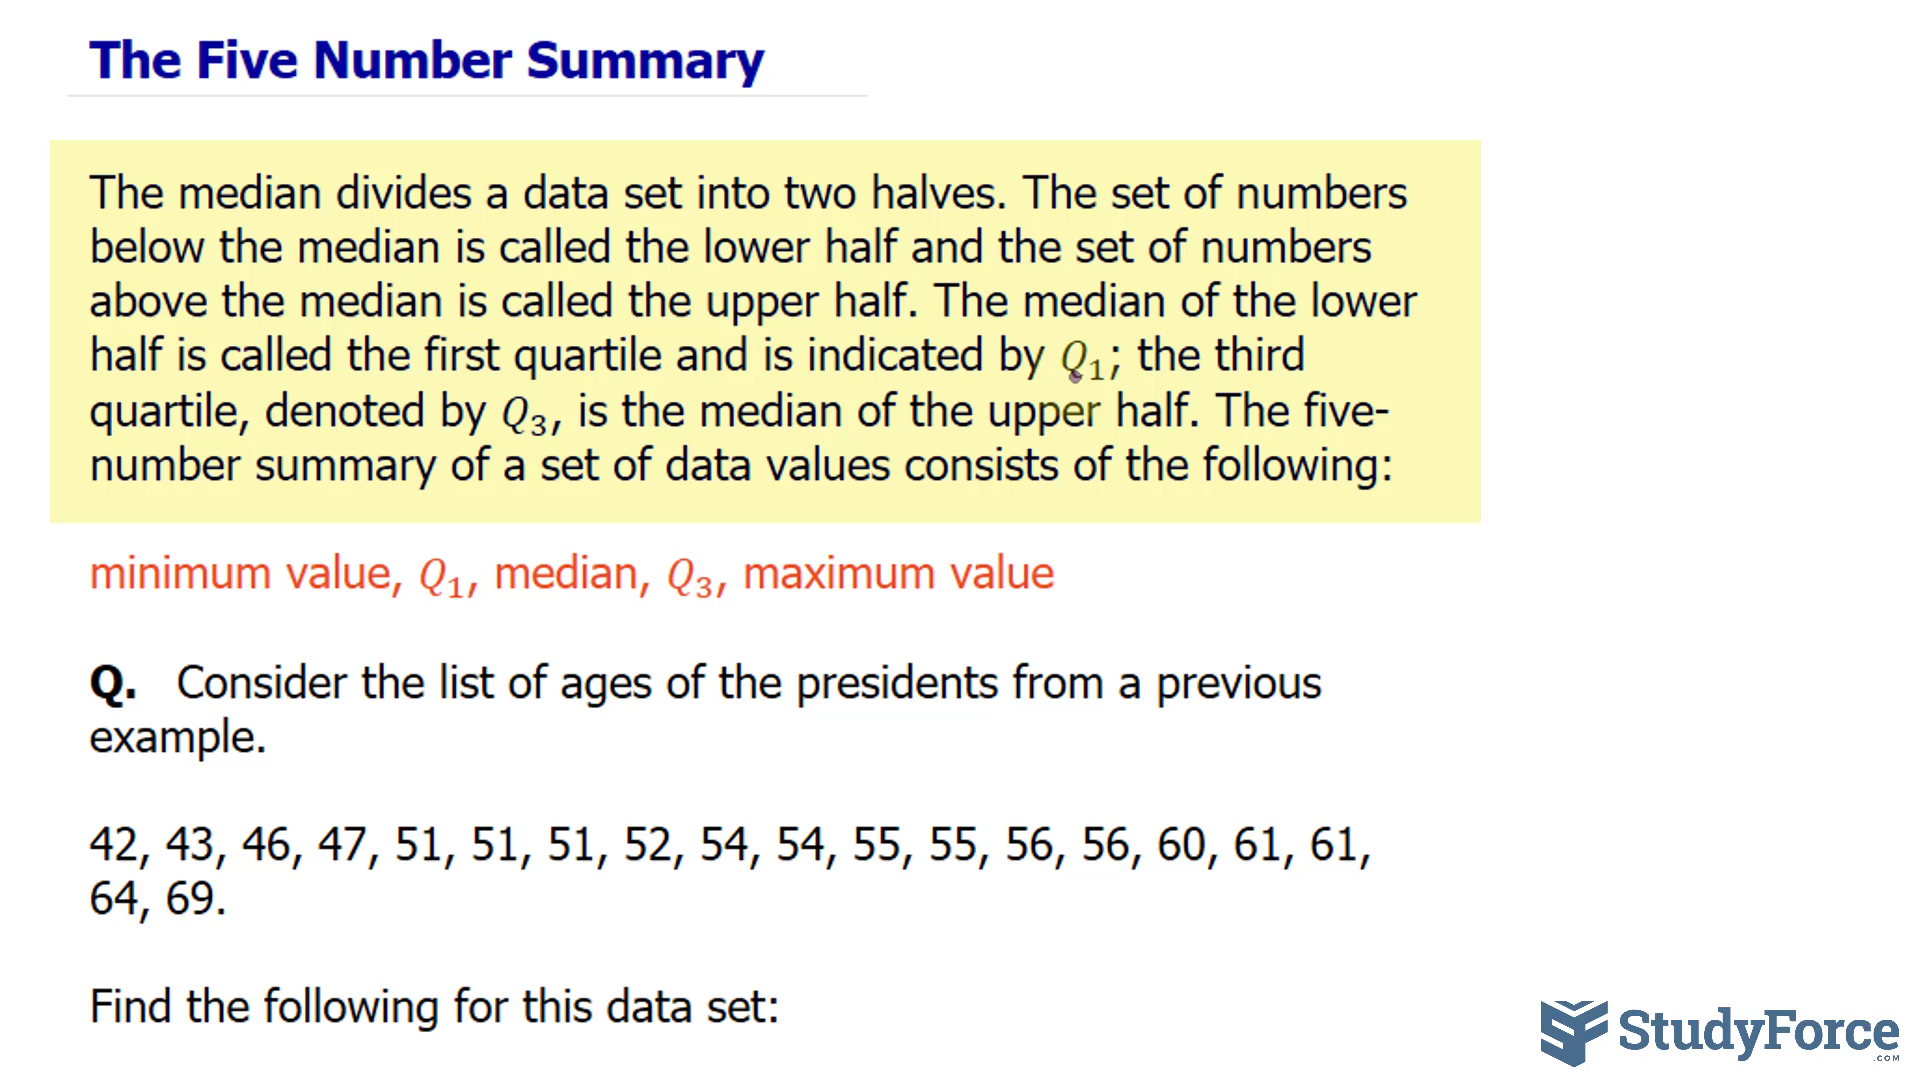 The Five Number Summary
The median divides a data set into two halves. The set of numbers
below the median is called the lower half and the set of numbers
above the median is called the upper half. The median of the lower
half is called the first quartile and is indicated by Q₁; the third
quartile, denoted by Q₃, is the median of the upper half. The five-
number summary of a set of data values consists of the following:
minimum value, Q₁, median, Q₃, maximum value
Q. Consider the list of ages of the presidents from a previous
example.
42, 43, 46, 47, 51, 51, 51, 52, 54, 54, 55, 55, 56, 56, 60, 61, 61,
64, 69.
Find the following for this data set:
StudyForce
.COM